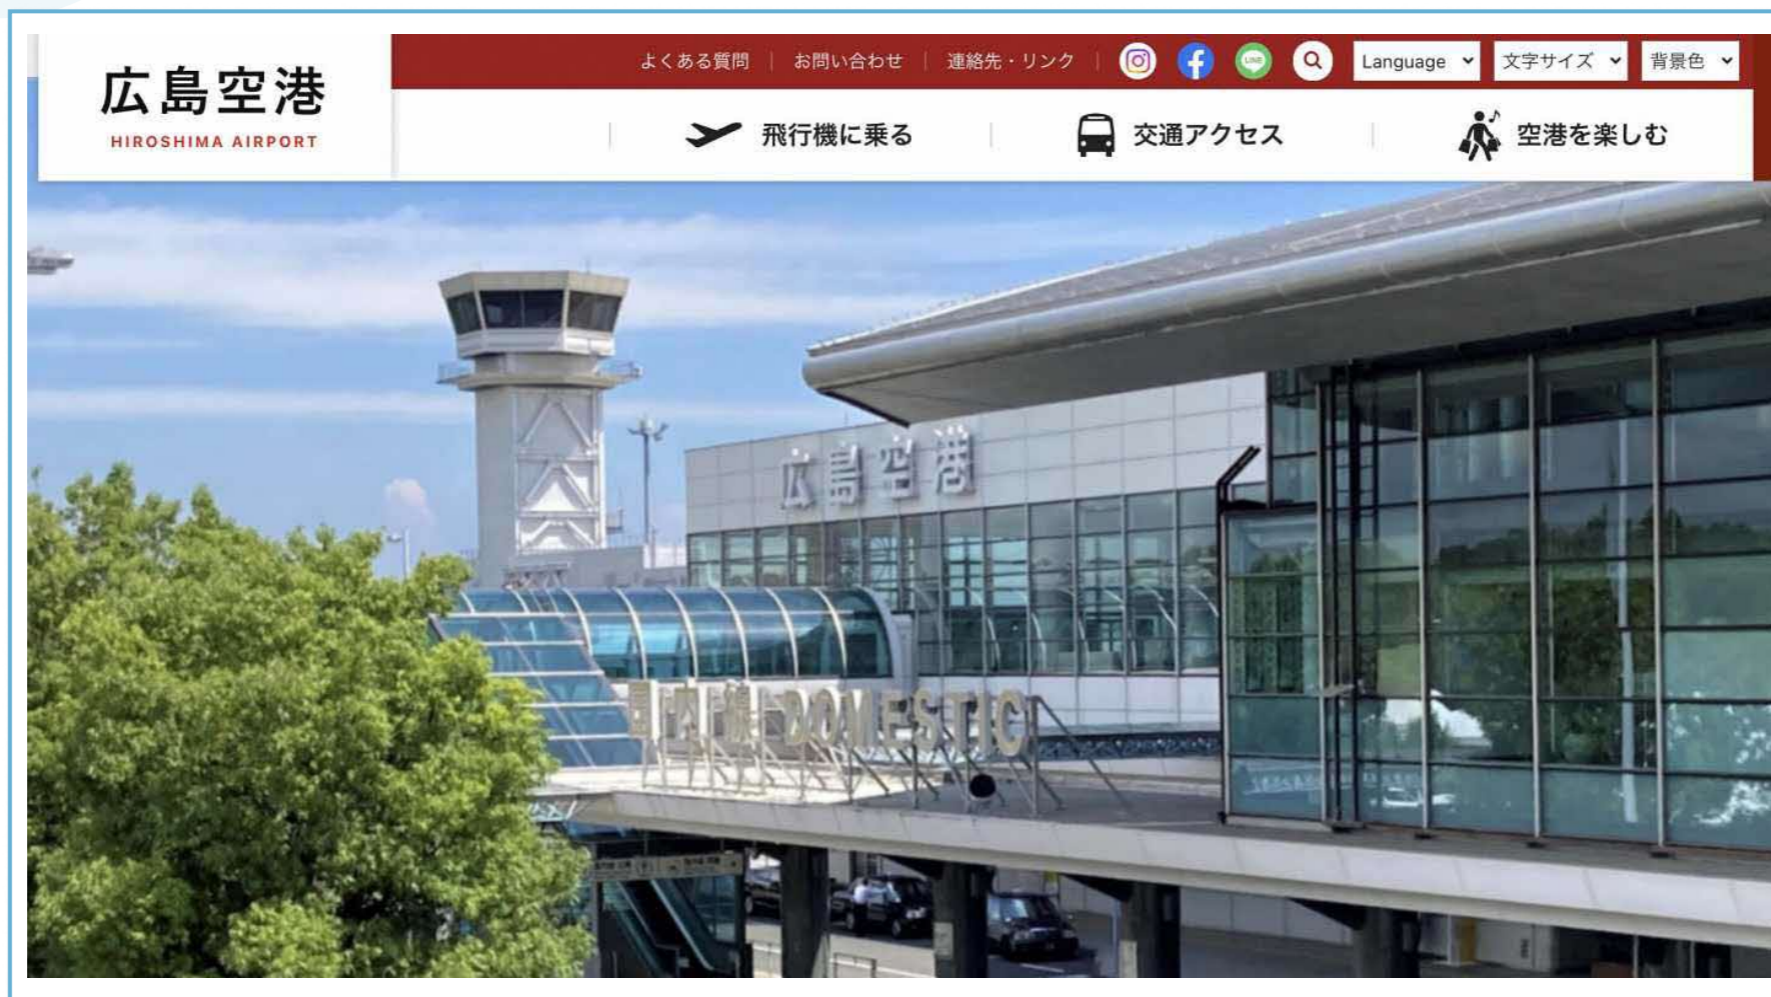 広島空港
HIROSHIMA AIRPORT
よくある質問 | お問い合わせ | 連絡先・リンク |
LINE
Language
文字サイズ
背景色
飛行機に乗る
交通アクセス
空港を楽しむ
広島空港
国内線 DOMESTIC